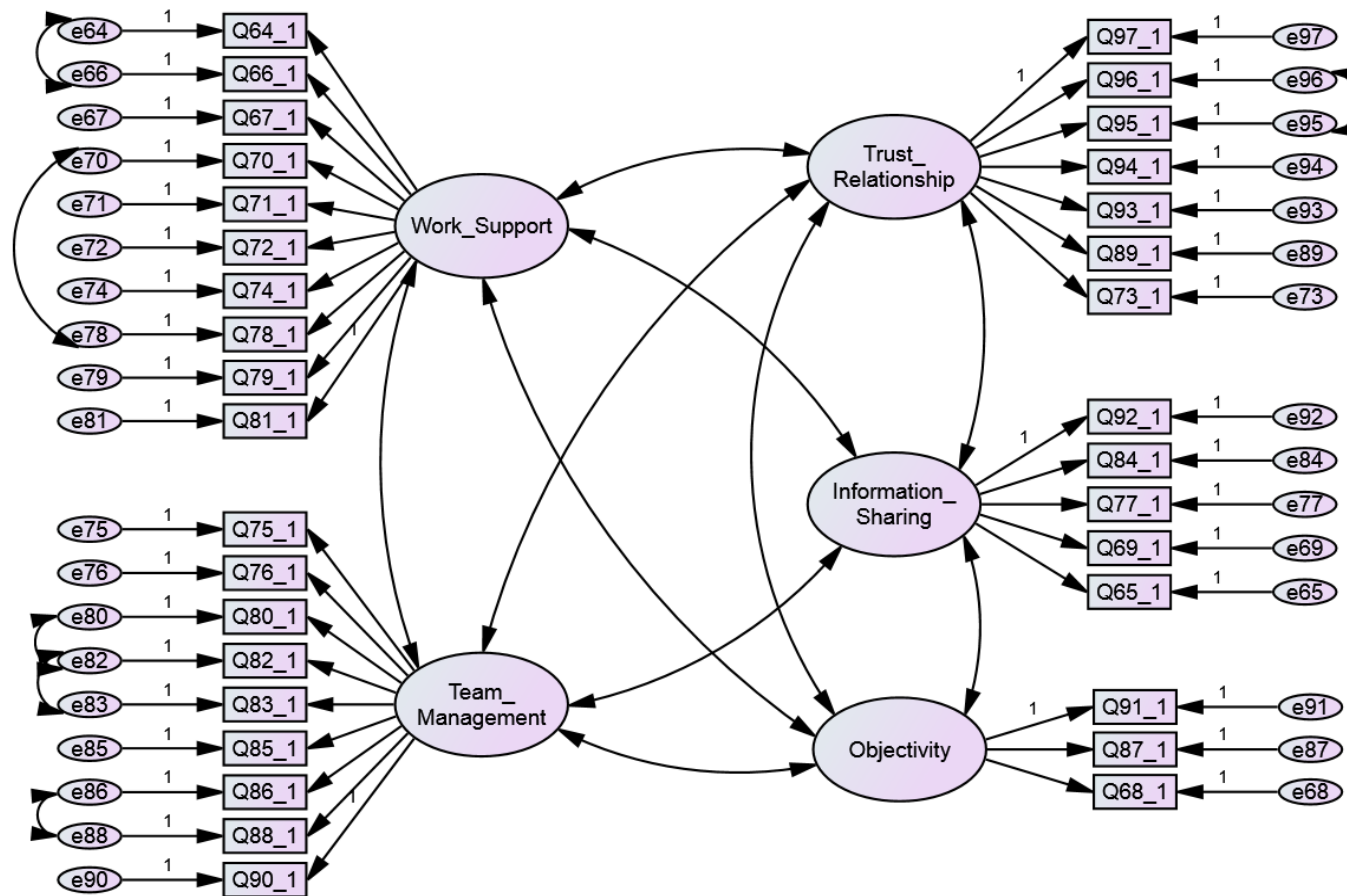 1
e64
Q64_1
1
e66
Q66_1
1
e67
Q67_1
1
e70
Q70_1
1
e71
Q71_1
1
e72
Q72_1
1
e74
Q74_1
1
e78
Q78_1
1
e79
Q79_1
1
e81
Q81_1
1
Work_Support
1
e75
Q75_1
1
e76
Q76_1
1
e80
Q80_1
1
e82
Q82_1
1
e83
Q83_1
1
e85
Q85_1
1
e86
Q86_1
1
e88
Q88_1
1
e90
Q90_1
1
Team_
Management
Trust_
Relationship
1
Q97_1
1
e97
Q96_1
1
e96
Q95_1
1
e95
Q94_1
1
e94
Q93_1
1
e93
Q89_1
1
e89
Q73_1
1
e73
Information_
Sharing
1
Q92_1
1
e92
Q84_1
1
e84
Q77_1
1
e77
Q69_1
1
e69
Q65_1
1
e65
Objectivity
1
Q91_1
1
e91
Q87_1
1
e87
Q68_1
1
e68